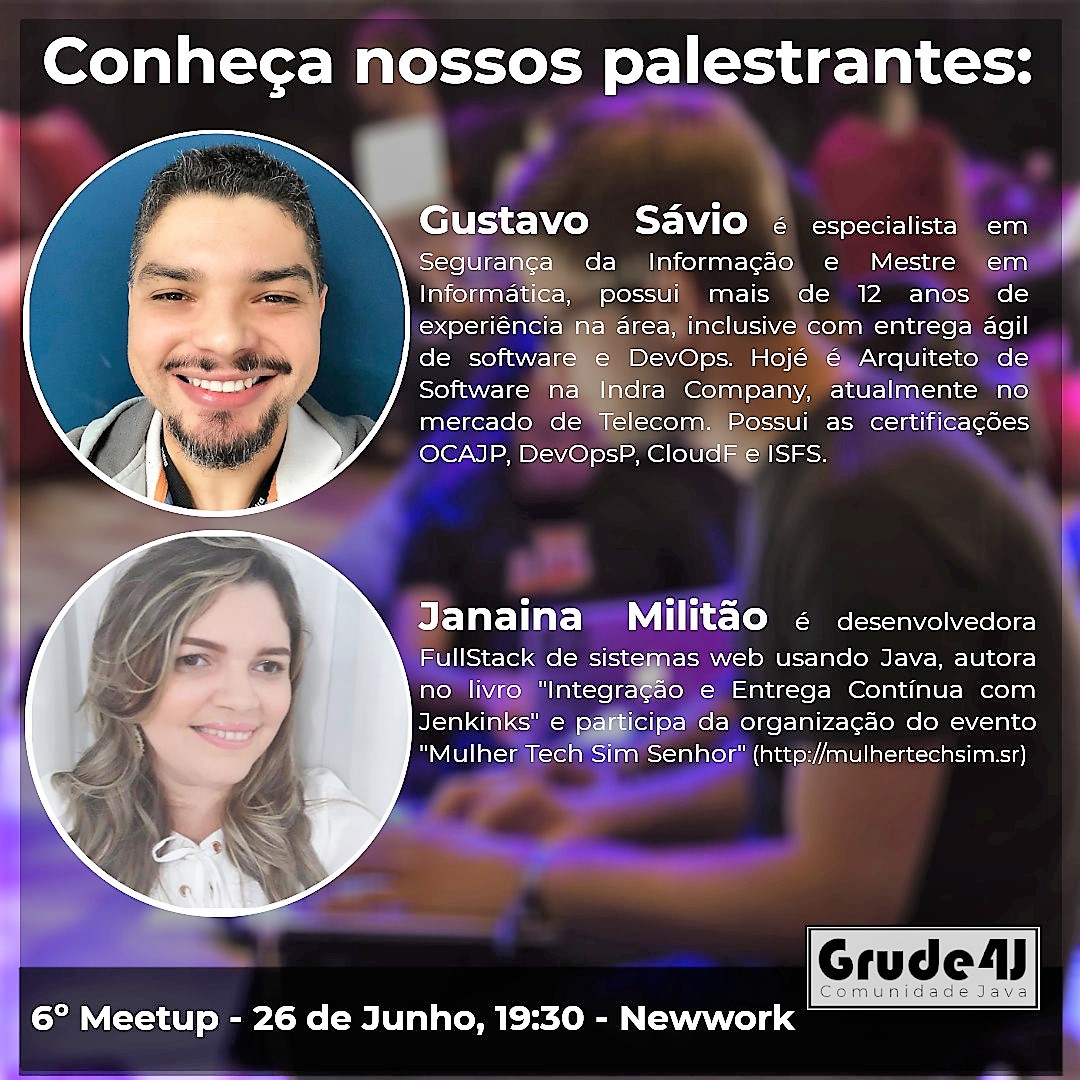 Conheça nossos palestrantes:
Gustavo Sávio é especialista em
Segurança da Informação e Mestre em
Informática, possui mais de 12 anos de
experiência na área, inclusive com entrega ágil
de software e DevOps. Hojé é Arquiteto de
Software na Indra Company, atualmente no
mercado de Telecom. Possui as certificações
OCAJP, DevOpsP, CloudF e ISFS.
Janaina Militão é desenvolvedora
FullStack de sistemas web usando Java, autora
no livro "Integração e Entrega Contínua com
Jenkinks" e participa da organização do evento
"Mulher Tech Sim Senhor" (http://mulhertechsim.sr)
Grude4J
Comunidade Java
6º Meetup - 26 de Junho, 19:30 - Newwork